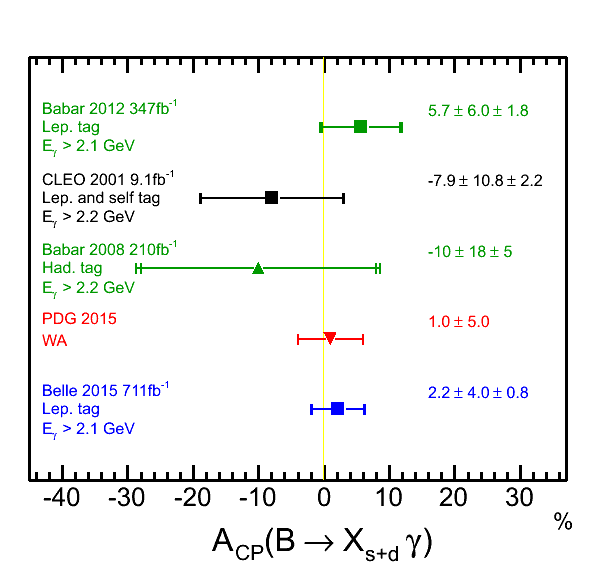 Babar 2012 347fb⁻¹
Lep. tag
Eᵧ > 2.1 GeV
5.7 ± 6.0 ± 1.8
CLEO 2001 9.1fb⁻¹
Lep. and self tag
Eᵧ > 2.2 GeV
-7.9 ± 10.8 ± 2.2
Babar 2008 210fb⁻¹
Had. tag
Eᵧ > 2.2 GeV
-10 ± 18 ± 5
PDG 2015
WA
1.0 ± 5.0
Belle 2015 711fb⁻¹
Lep. tag
Eᵧ > 2.1 GeV
2.2 ± 4.0 ± 0.8
-40 -30 -20 -10 0 10 20 30
%
A_CP(B → X_s+d γ)